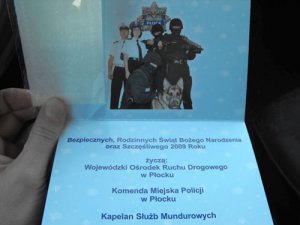 Bezpiecznych, Rodzinnych Świąt Bożego Narodzenia
oraz Szczęśliwego 2009 Roku
życzą:
Wojewódzki Ośrodek Ruchu Drogowego
w Płocku
Komenda Miejska Policji
w Płocku
Kapelan Służb Mundurowych